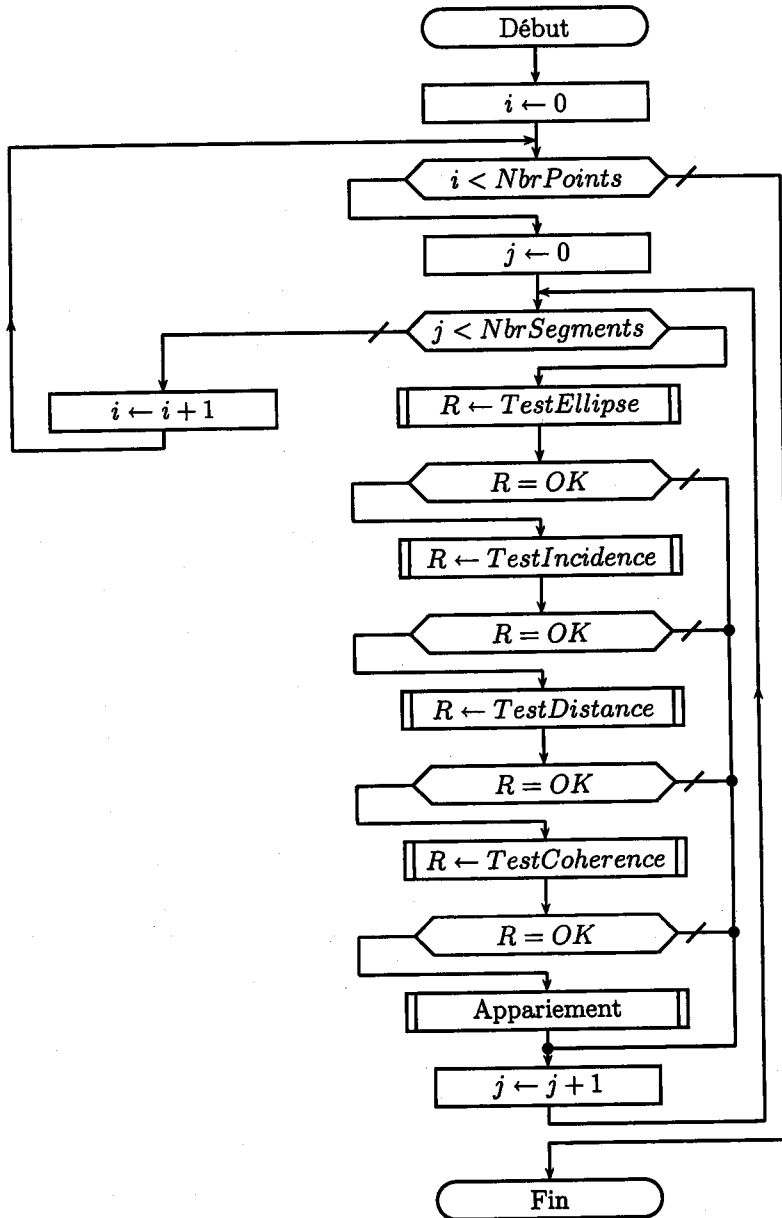 Début
i ← 0
i < NbrPoints
j ← 0
j < NbrSegments
i ← i + 1
R ← TestEllipse
R = OK
R ← TestIncidence
R = OK
R ← TestDistance
R = OK
R ← TestCoherence
R = OK
Appariement
j ← j + 1
Fin